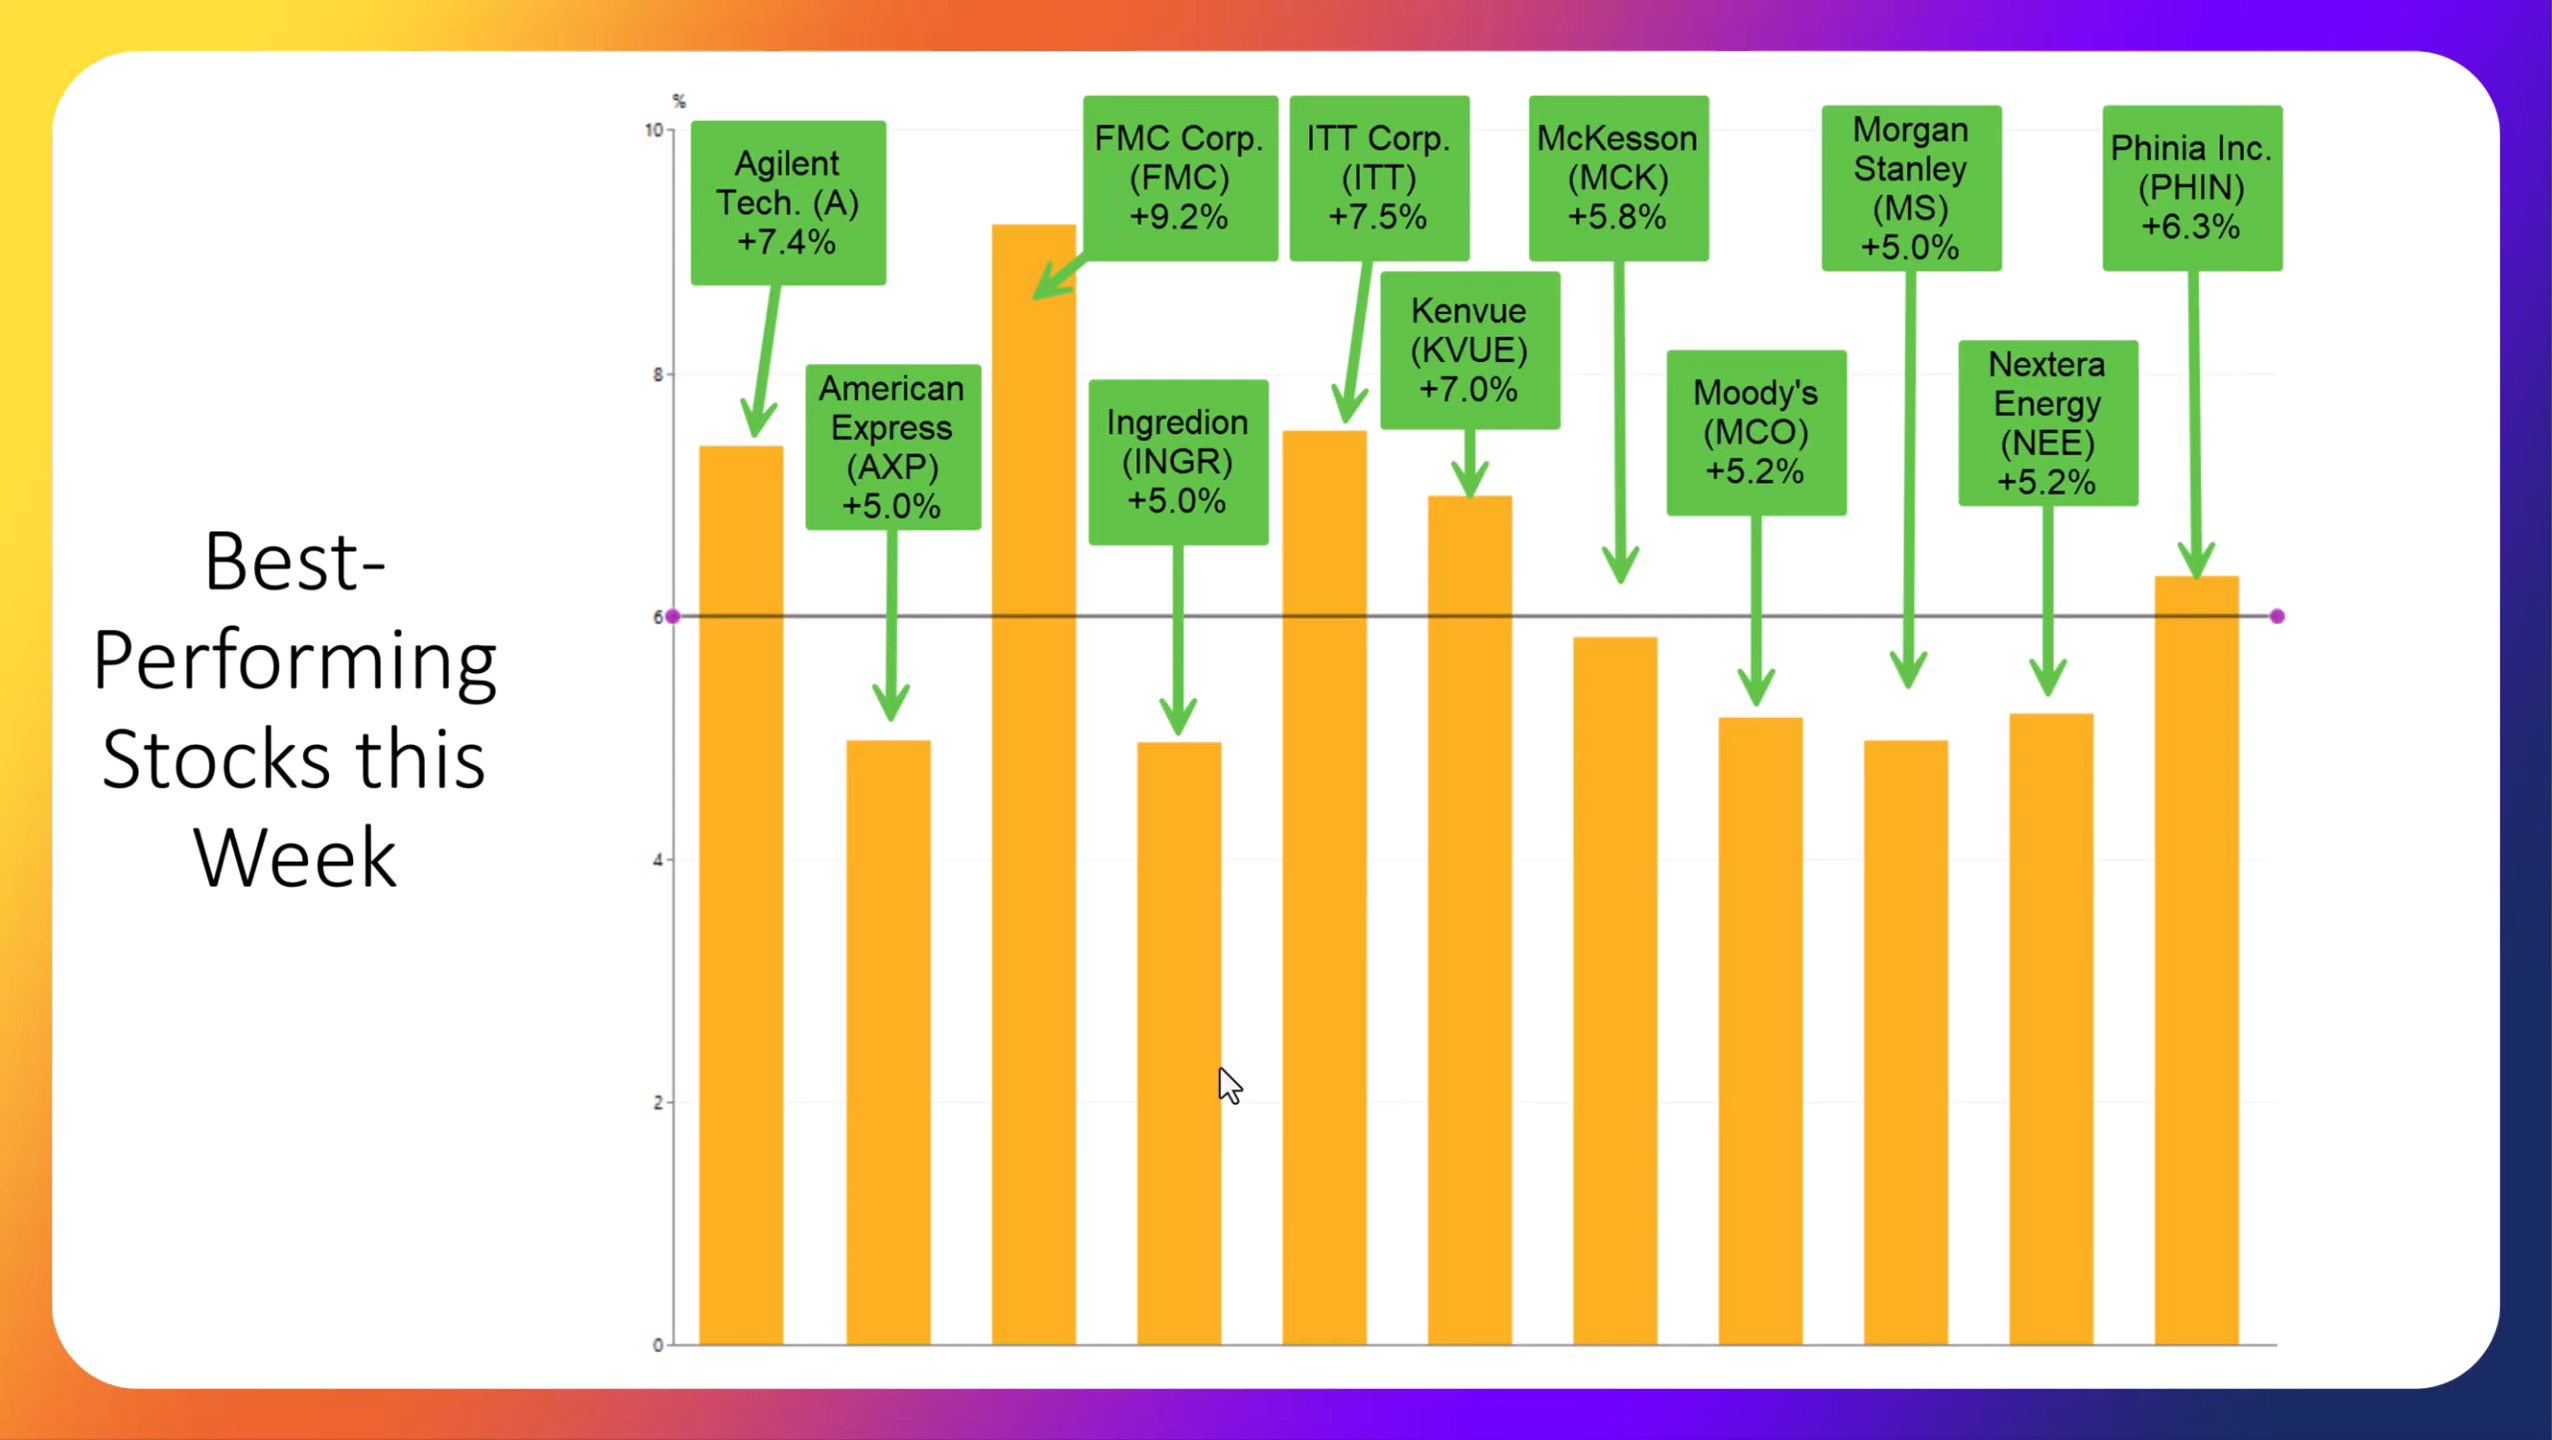 Best-
Performing
Stocks this
Week
%
10
8
6
4
2
0
Agilent
Tech. (A)
+7.4%
American
Express
(AXP)
+5.0%
FMC Corp.
(FMC)
+9.2%
Ingredion
(INGR)
+5.0%
ITT Corp.
(ITT)
+7.5%
Kenvue
(KVUE)
+7.0%
McKesson
(MCK)
+5.8%
Moody's
(MCO)
+5.2%
Morgan
Stanley
(MS)
+5.0%
Nextera
Energy
(NEE)
+5.2%
Phinia Inc.
(PHIN)
+6.3%